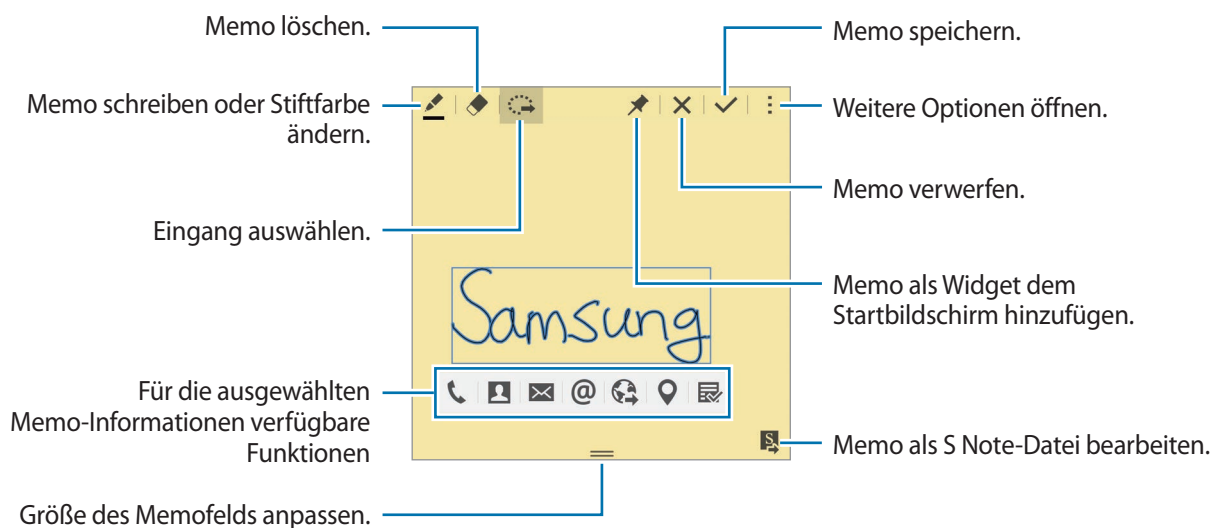 Memo löschen.
Memo schreiben oder Stiftfarbe
ändern.
Eingang auswählen.
Für die ausgewählten
Memo-Informationen verfügbare
Funktionen
Größe des Memofelds anpassen.
Samsung
@
S
Memo speichern.
Weitere Optionen öffnen.
Memo verwerfen.
Memo als Widget dem
Startbildschirm hinzufügen.
Memo als S Note-Datei bearbeiten.